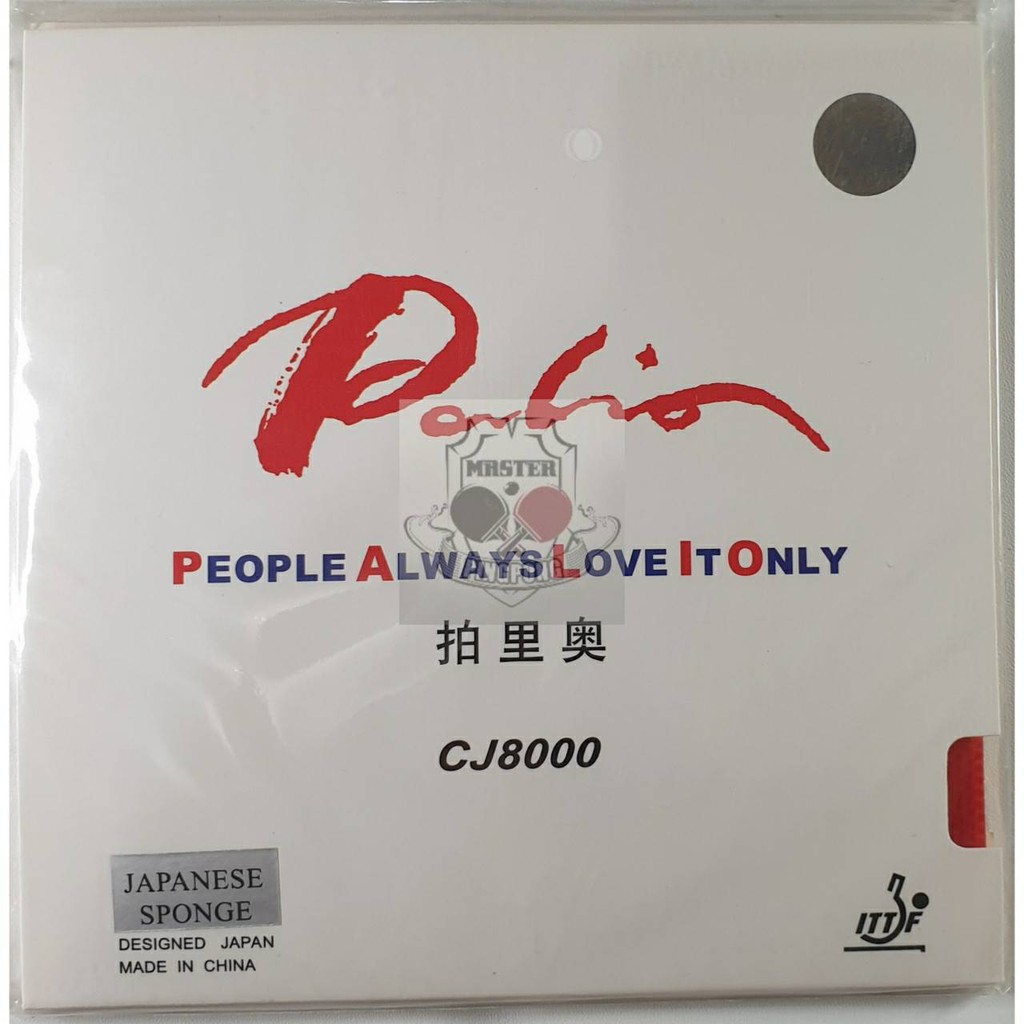 Palio
MASTER
PINGPONG
PEOPLE ALWAYS LOVE IT ONLY
拍里奥
CJ8000
JAPANESE
SPONGE
DESIGNED JAPAN
MADE IN CHINA
ITTF